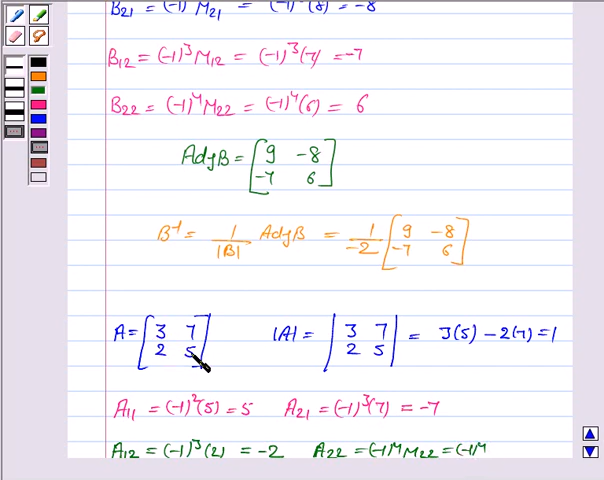 B21 = (-1)³M21 = (-1)³(8) = -8
B12 = (-1)³M12 = (-1)³(7) = -7
B22 = (-1)⁴M22 = (-1)⁴(6) = 6
AdjB = [9 -8
-7 6]
B⁻¹ = 1/|B| AdjB = 1/-2 [9 -8
-7 6]
A = [3 7 |A| = |3 7 = 3(5) - 2(7) = 1
2 5] 2 5|
A11 = (-1)²(5) = 5 A21 = (-1)³(7) = -7
A12 = (-1)³(2) = -2 A22 = (-1)⁴M22 = (-1)⁴